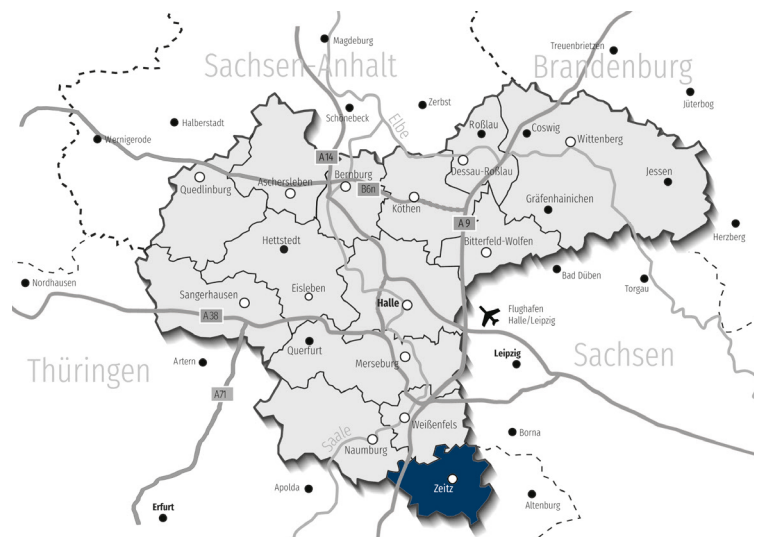 Magdeburg
Treuenbrietzen
Sachsen-Anhalt
Brandenburg
Jüterbog
Zerbst
Schönebeck
Halberstadt
Elbe
Roßlau
Coswig
Wernigerode
Wittenberg
A14
Dessau-Roßlau
Bernburg
Jessen
Quedlinburg
Aschersleben
B6n
Köthen
Gräfenhainichen
A 9
Herzberg
Hettstedt
Bitterfeld-Wolfen
Bad Düben
Torgau
Nordhausen
Sangerhausen
Eisleben
Halle
Flughafen
Halle/Leipzig
A38
Querfurt
Leipzig
Sachsen
Thüringen
Artern
Merseburg
A71
Weißenfels
Saale
Borna
Naumburg
Apolda
Zeitz
Altenburg
Erfurt